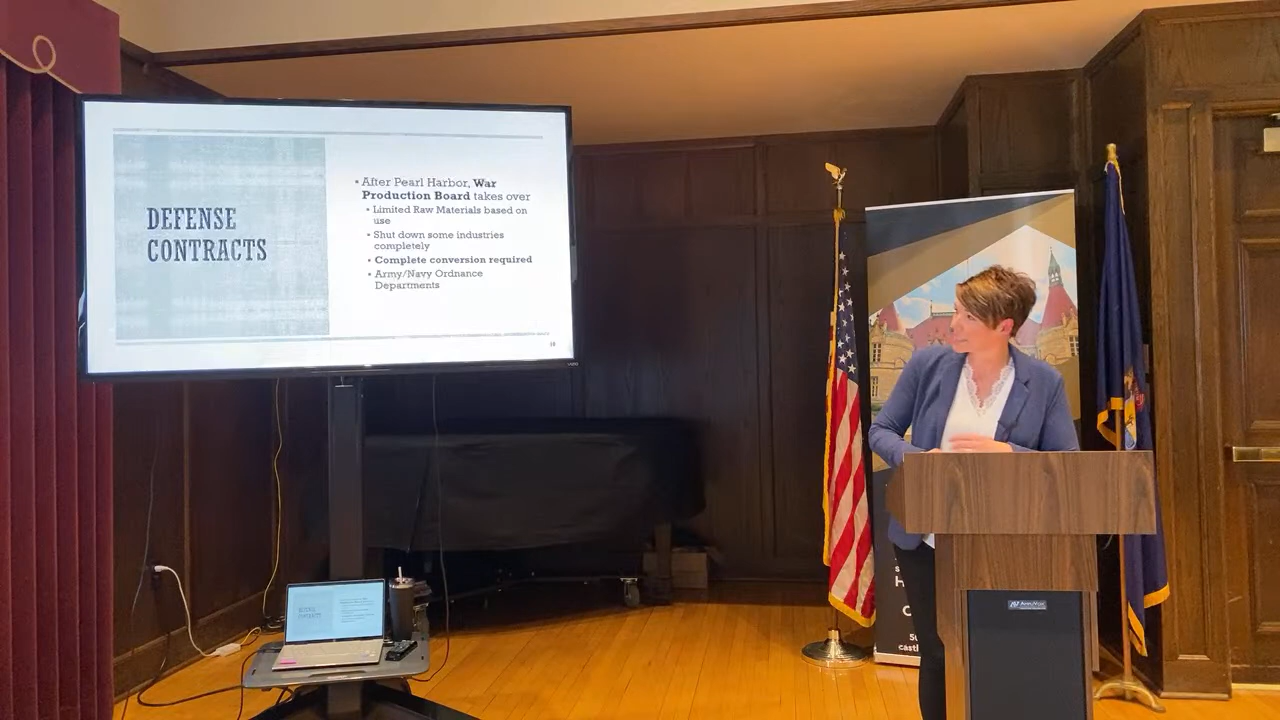 DEFENSE
CONTRACTS
• After Pearl Harbor, War
Production Board takes over
• Limited Raw Materials based on
use
• Shut down some industries
completely
• Complete conversion required
• Army/Navy Ordnance
Departments